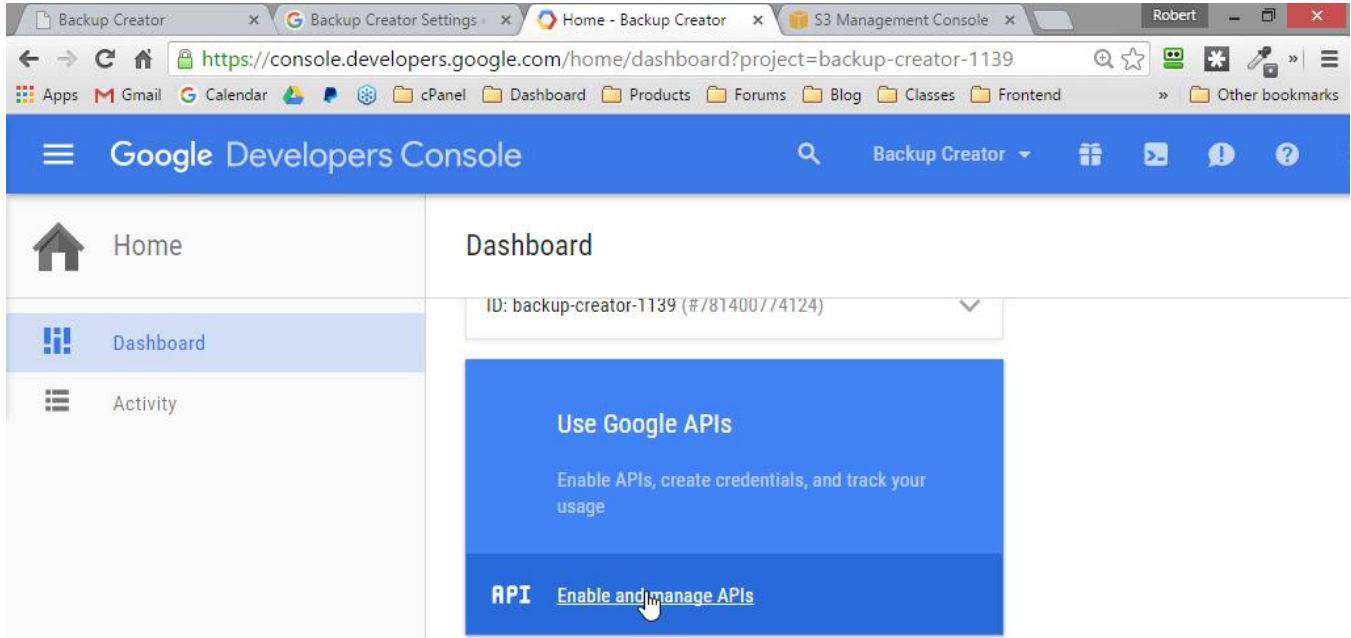 Backup Creator
Backup Creator Settings
Home - Backup Creator
S3 Management Console
Robert
https://console.developers.google.com/home/dashboard?project=backup-creator-1139
Apps Gmail Calendar cPanel Dashboard Products Forums Blog Classes Frontend » Other bookmarks
Google Developers Console Backup Creator
Home
Dashboard
ID: backup-creator-1139 (#781400774124)
Dashboard
Activity
Use Google APIs
Enable APIs, create credentials, and track your
usage
API Enable and manage APIs